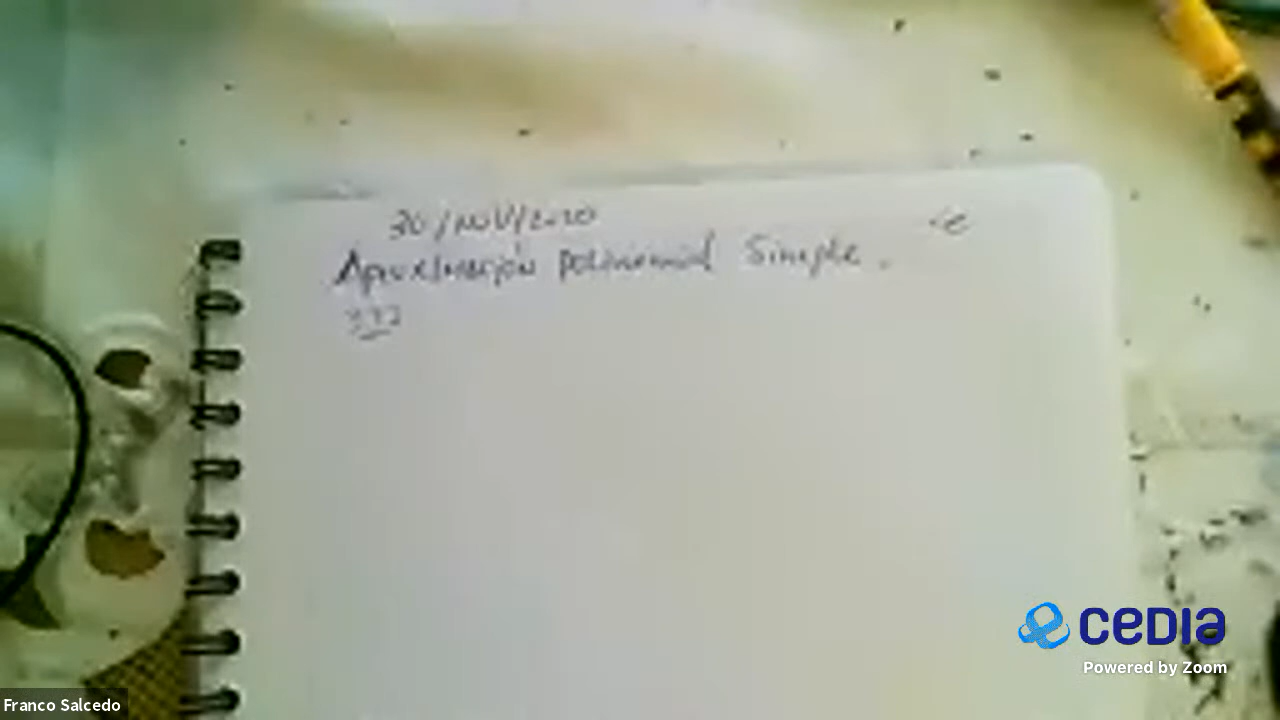 30/NOV/2020
Aproximación polinomial Simple.
cedia
Powered by Zoom
Franco Salcedo